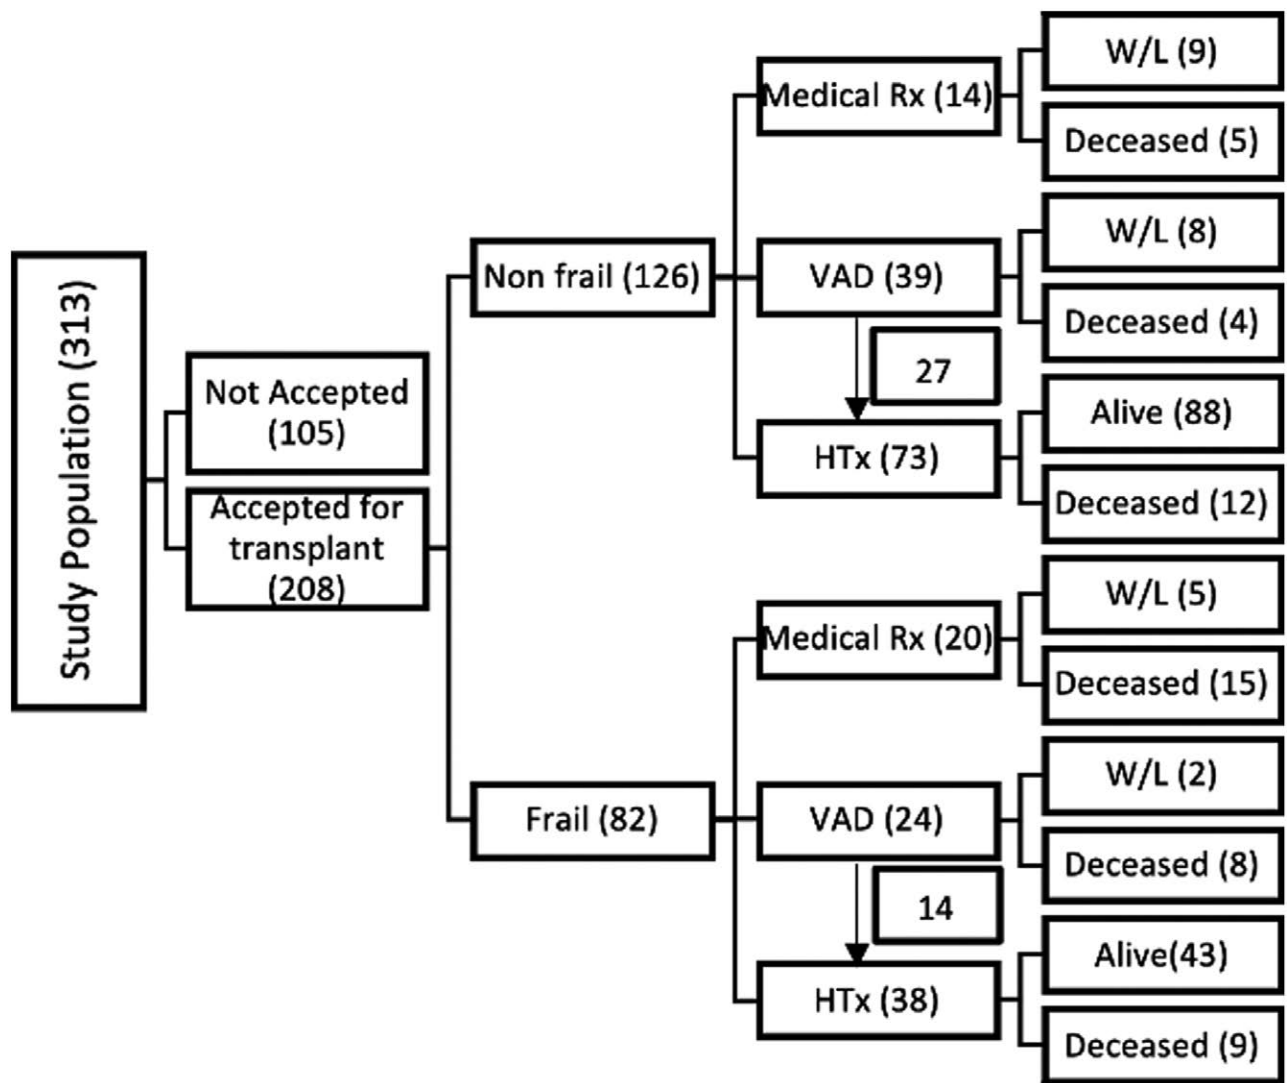 Study Population (313)
Not Accepted
(105)
Accepted for
transplant
(208)
Non frail (126)
Medical Rx (14)
W/L (9)
Deceased (5)
VAD (39)
W/L (8)
Deceased (4)
27
HTx (73)
Alive (88)
Deceased (12)
Frail (82)
Medical Rx (20)
W/L (5)
Deceased (15)
VAD (24)
W/L (2)
Deceased (8)
14
HTx (38)
Alive(43)
Deceased (9)